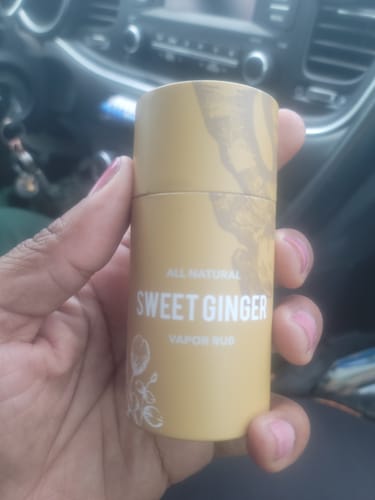 ALL NATURAL
SWEET GINGER
VAPOR RUB